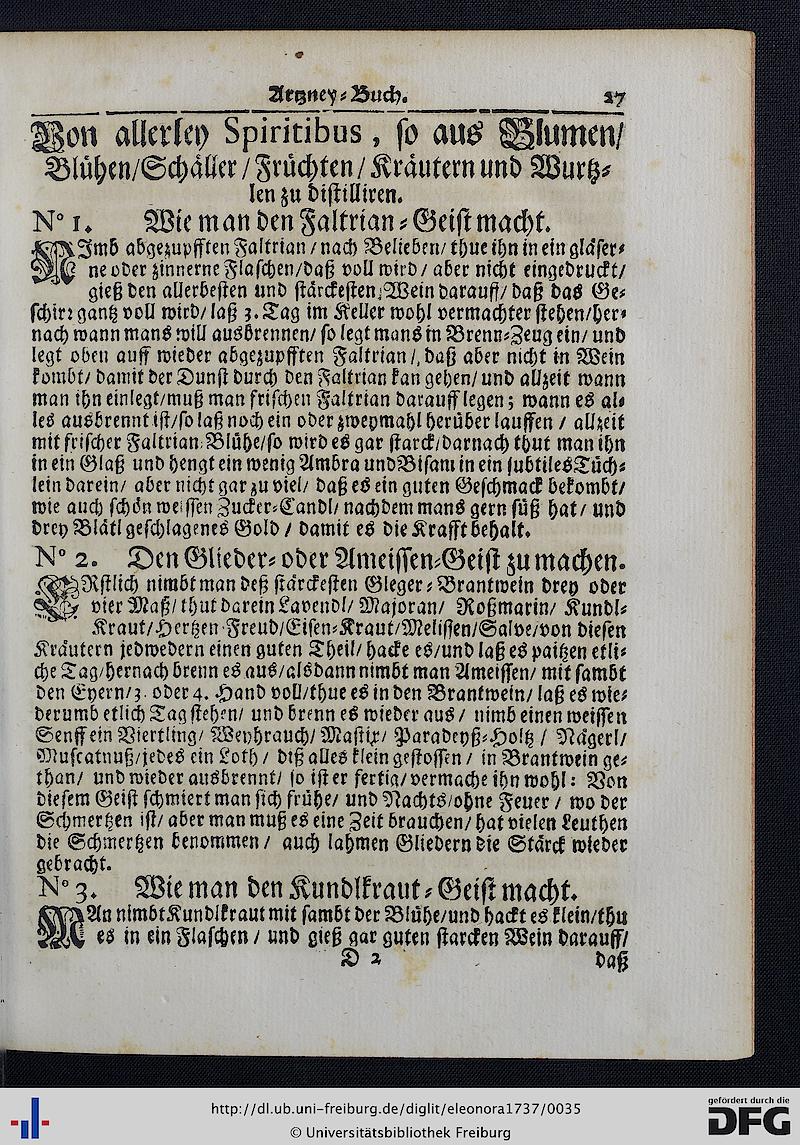 Artzney-Buch. 27
Von allerley Spiritibus, so aus Blumen/
Blühen/Schäller/Früchten/Kräutern und Wurtz-
len zu distilliren.
N° 1. Wie man den Faltrian-Geist macht.
NImb abgezupfften Faltrian/nach Belieben/thue ihn in ein gläser-
ne oder zinnerne Flaschen/daß voll wird/aber nicht eingedruckt/
gieß den allerbesten und stärckesten Wein darauff/daß das Ge-
schirr gantz voll wird/laß 3. Tag im Keller wohl vermachter stehen/her-
nach wann mans will ausbrennen/so legt mans in Brenn-Zeug ein/und
legt oben auff wieder abgezupfften Faltrian/daß aber nicht in Wein
kombt/damit der Dunst durch den Faltrian kan gehen/und allzeit wann
man ihn einlegt/muß man frischen Faltrian darauff legen; wann es al-
les ausbrennt ist/so laß noch ein oder zweymahl herüber lauffen/allzeit
mit frischer Faltrian-Blühe/so wird es gar starck/darnach thut man ihn
in ein Glaß und hengt ein wenig Ambra und Bisam in ein subtiles Tüch-
lein darein/aber nicht gar zu viel/daß es ein guten Geschmack bekombt/
wie auch schön weissen Zucker-Candl/nachdem mans gern süß hat/und
drey Blätl geschlagenes Gold/damit es die Krafft behalt.
N° 2. Den Glieder- oder Ameissen-Geist zu machen.
ERstlich nimbt man deß stärckesten Gleger-Brantwein drey oder
vier Maß/thut darein Lavendl/Majoran/Roßmarin/Kundl-
Kraut/Hertzen-Freud/Eisen-Kraut/Melissen/Salve/von diesen
Kräutern jedwedern einen guten Theil/hacke es/und laß es paitzen etli-
che Tag/hernach brenn es aus/alsdann nimbt man Ameissen/mit sambt
den Eyern/3. oder 4. Hand voll/thue es in den Brantwein/laß es wie-
derumb etlich Tag stehen/und brenn es wieder aus/nimb einen weissen
Senff ein Viertling/Weyhrauch/Mastix/Paradeyß-Holtz/Nägerl/
Muscatnuß/jedes ein Loth/diß alles klein gestossen/in Brantwein ge-
than/und wieder ausbrennt/so ist er fertig/vermache ihn wohl: Von
diesem Geist schmiert man sich frühe/und Nachts/ohne Feuer/wo der
Schmertzen ist/aber man muß es eine Zeit brauchen/hat vielen Leuthen
die Schmertzen benommen/auch lahmen Gliedern die Stärck wieder
gebracht.
N° 3. Wie man den Kundlkraut-Geist macht.
MAn nimbt Kundlkraut mit sambt der Blühe/und hackt es klein/thu
es in ein Flaschen/und gieß gar guten starcken Wein darauff/
D 2 daß
http://dl.ub.uni-freiburg.de/diglit/eleonora1737/0035
© Universitätsbibliothek Freiburg
gefördert durch die
DFG